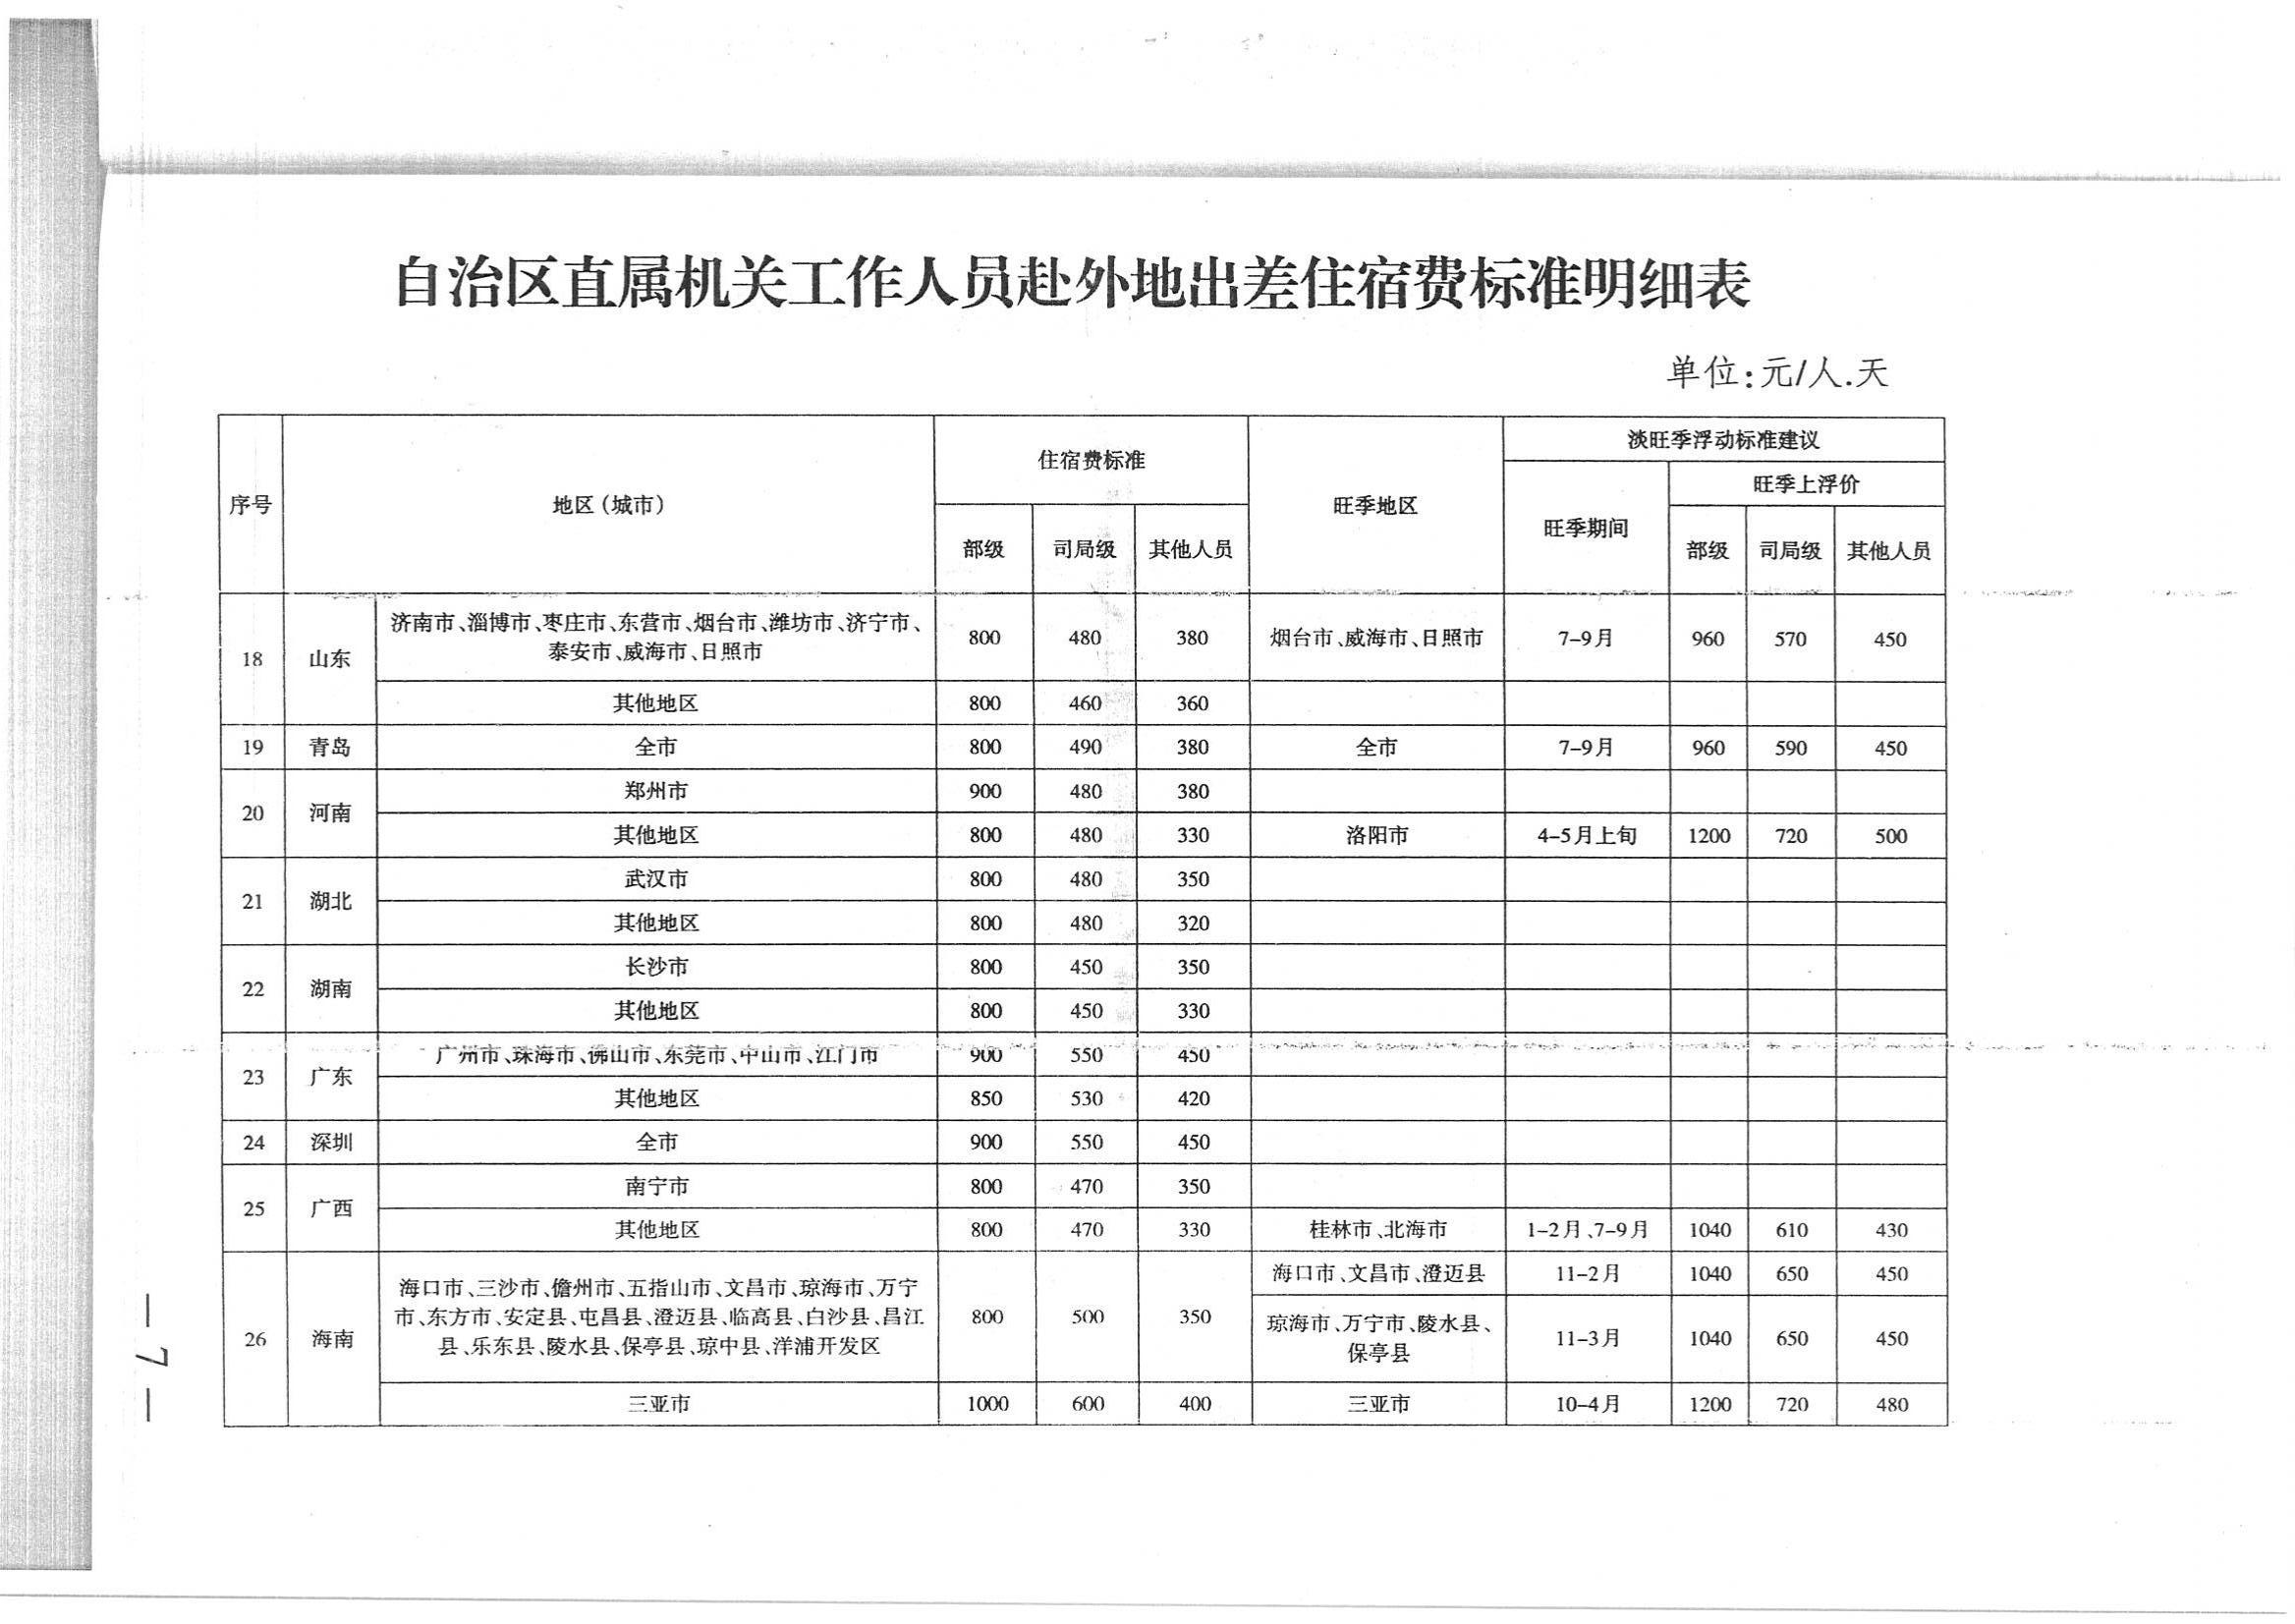 自治区直属机关工作人员赴外地出差住宿费标准明细表
单位:元/人.天
序号 地区(城市) 住宿费标准 旺季地区 淡旺季浮动标准建议
旺季期间 旺季上浮价
部级 司局级 其他人员 部级 司局级 其他人员
18 山东 济南市、淄博市、枣庄市、东营市、烟台市、潍坊市、济宁市、
泰安市、威海市、日照市 800 480 380 烟台市、威海市、日照市 7-9月 960 570 450
其他地区 800 460 360
19 青岛 全市 800 490 380 全市 7-9月 960 590 450
20 河南 郑州市 900 480 380
其他地区 800 480 330 洛阳市 4-5月上旬 1200 720 500
21 湖北 武汉市 800 480 350
其他地区 800 480 320
22 湖南 长沙市 800 450 350
其他地区 800 450 330
23 广东 广州市、珠海市、佛山市、东莞市、中山市、江门市 900 550 450
其他地区 850 530 420
24 深圳 全市 900 550 450
25 广西 南宁市 800 470 350
其他地区 800 470 330 桂林市、北海市 1-2月、7-9月 1040 610 430
26 海南 海口市、三沙市、儋州市、五指山市、文昌市、琼海市、万宁
市、东方市、安定县、屯昌县、澄迈县、临高县、白沙县、昌江
县、乐东县、陵水县、保亭县、琼中县、洋浦开发区 800 500 350 海口市、文昌市、澄迈县 11-2月 1040 650 450
琼海市、万宁市、陵水县、
保亭县 11-3月 1040 650 450
三亚市 1000 600 400 三亚市 10-4月 1200 720 480
— 7 —